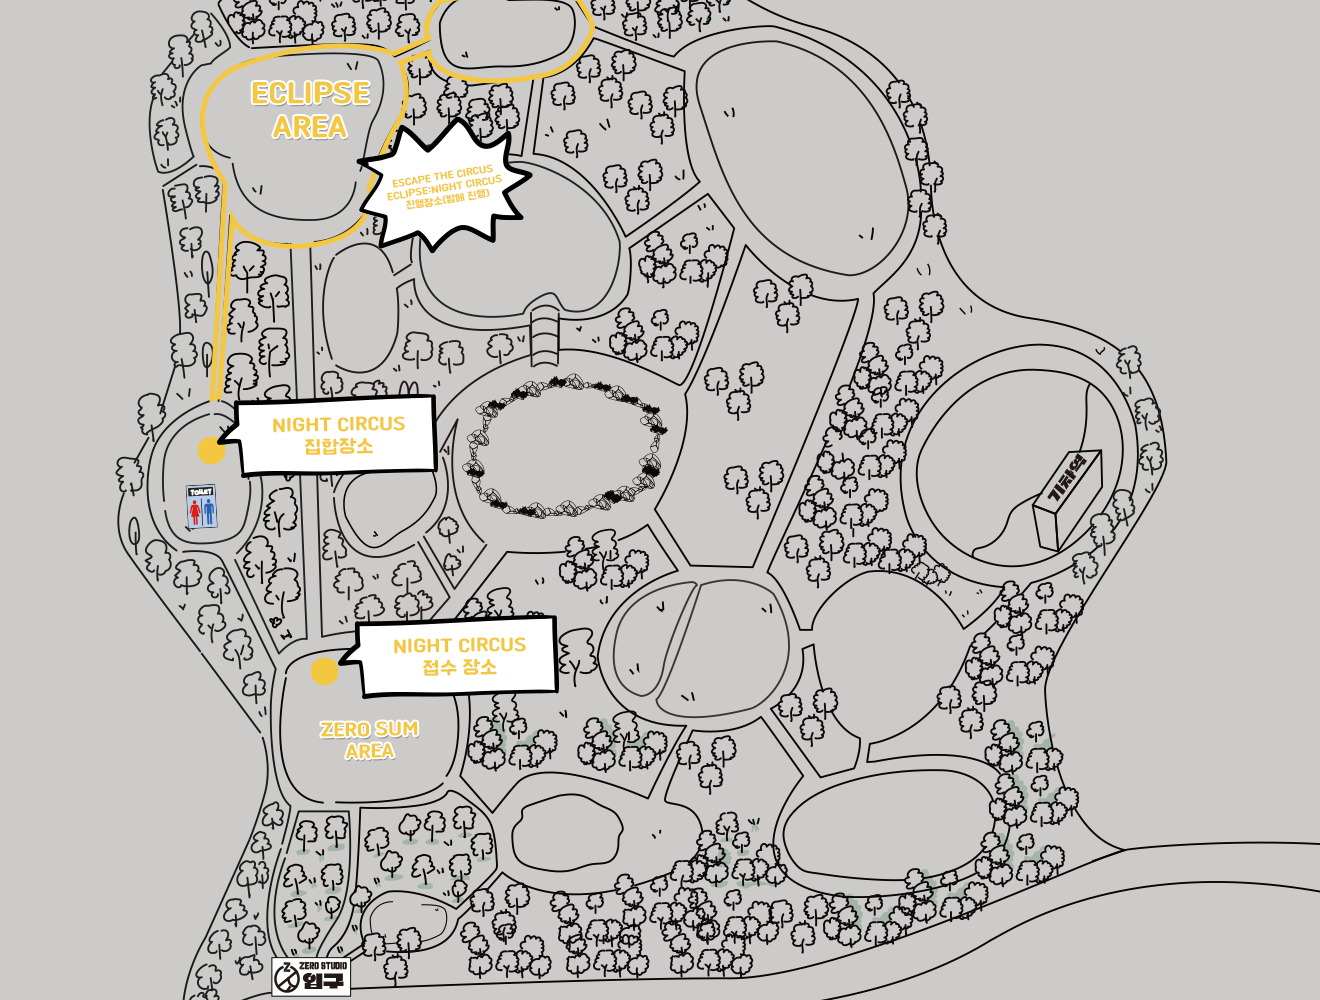 ECLIPSE
AREA
ESCAPE THE CIRCUS
ECLIPSE:NIGHT CIRCUS
진행장소(밤에 진행)
NIGHT CIRCUS
집합장소
TOILET
기차역
NIGHT CIRCUS
접수 장소
ZERO SUM
AREA
ZERO STUDIO
입구